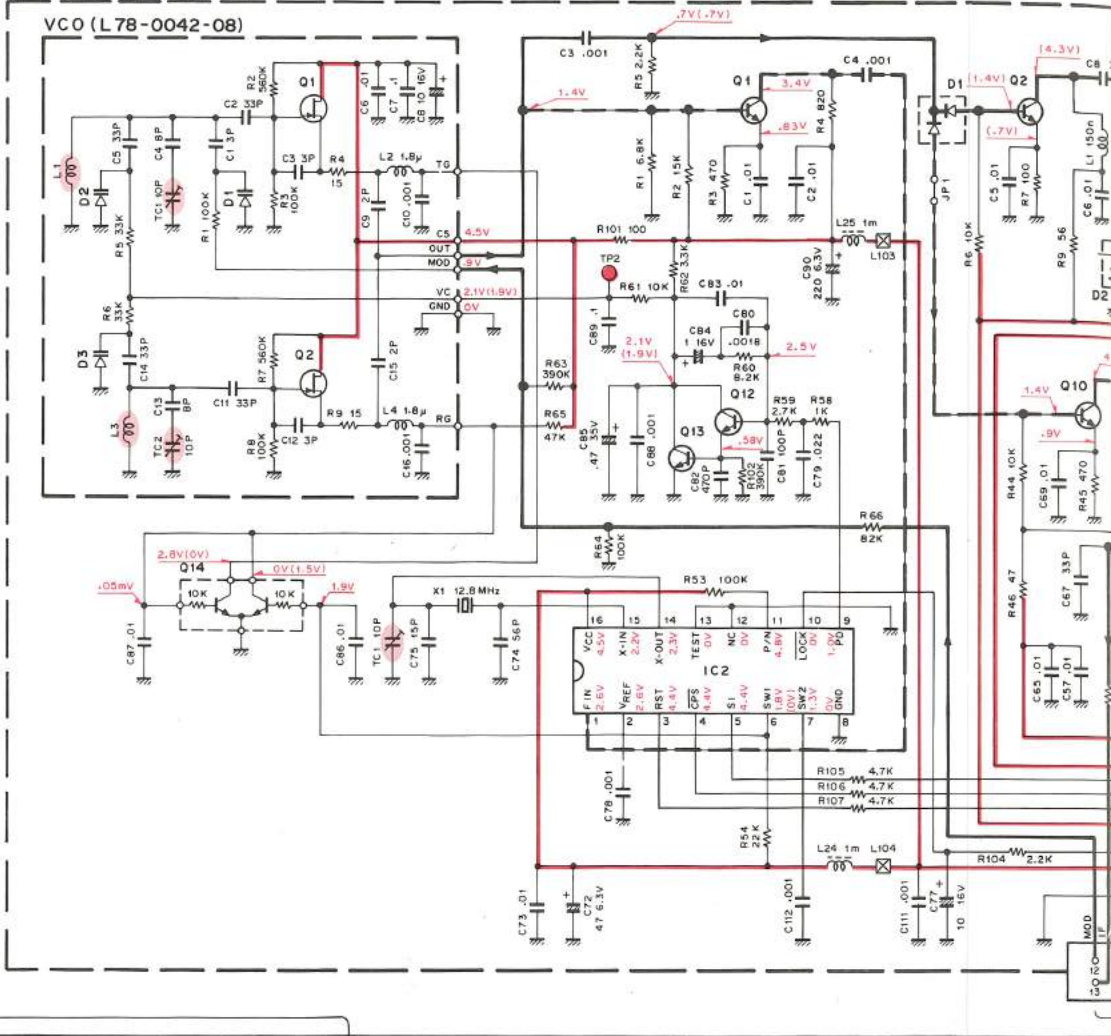 VCO (L78-0042-08)
.7V(.7V)
C3 .001
R5 2.2K
C4 .001
(4.3V)
C8
R2 560K
Q1
C6 .01
C7 .1
C8 10 16V
+
Q1
3.4V
R4 820
D1
(1.4V)
Q2
C2 33P
1.4V
.83V
(.7V)
L1 150n
C5 33P
C4 8P
C1 3P
C3 3P
R4
15
L2 1.8μ
TG
R1 6.8K
R2 15K
R3 470
C1 .01
C2 .01
C5 .01
R7 100
C6 .01
L1
D2
TC1 10P
R1 100K
D1
R3 100K
C9 2P
C10 .001
JP1
R5 33K
C5
4.5V
R101 100
L25 1m
L103
R6 10K
R9 56
OUT
MOD
.9V
TP2
R62 3.3K
C90
220 6.3V
+
D2
VC
2.1V(1.9V)
R61 10K
C83 .01
R6 33K
GND
0V
C89 .1
C84
1 16V
+
C80
.0018
D3
C14 33P
R7 560K
Q2
C15 2P
2.1V
(1.9V)
R60
8.2K
2.5V
R63
390K
Q12
Q10
1.4V
L3
C13
8P
C11 33P
R9 15
L4 1.8μ
RG
R65
47K
R59
2.7K
R58
1K
.9V
TC2
10P
R8
100K
C12 3P
C16 .001
C85
.47 35V
+
C88 .001
Q13
.58V
C82
470P
R102
390K
C81 100P
C79 .022
R44 10K
C69 .01
R45 470
R66
82K
R64
100K
2.8V(0V)
Q14
0V(1.5V)
.05mV
10K
10K
1.9V
X1 12.8MHz
R53 100K
R46 47
C67 33P
C87 .01
C86 .01
TC1 10P
C75 15P
C74 56P
16 15 14 13 12 11 10 9
VCC
4.5V
X-IN
2.2V
X-OUT
2.3V
TEST
0V
NC
0V
P/N
4.8V
LOCK
0V
PD
1.0V
IC2
FIN
2.6V
VREF
2.6V
RST
4.4V
CPS
4.4V
SI
4.4V
SW1
1.8V
(0V)
SW2
1.3V
GND
0V
1 2 3 4 5 6 7 8
C65 .01
C57 .01
C78 .001
R105 4.7K
R106 4.7K
R107 4.7K
R54
22K
L24 1m
L104
R104
2.2K
C73 .01
C72
47 6.3V
+
C112 .001
C111 .001
C77
10 16V
+
MOD
IF
12
13